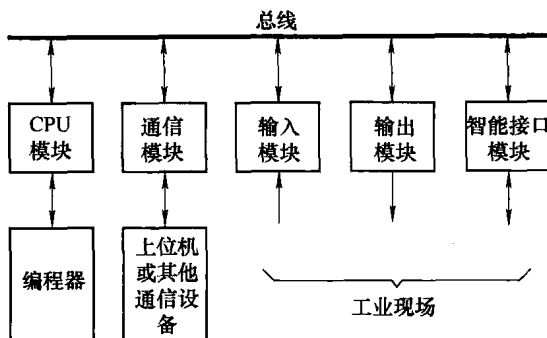 总线
CPU
模块
通信
模块
输入
模块
输出
模块
智能接口
模块
编程器
上位机
或其他
通信设
备
工业现场